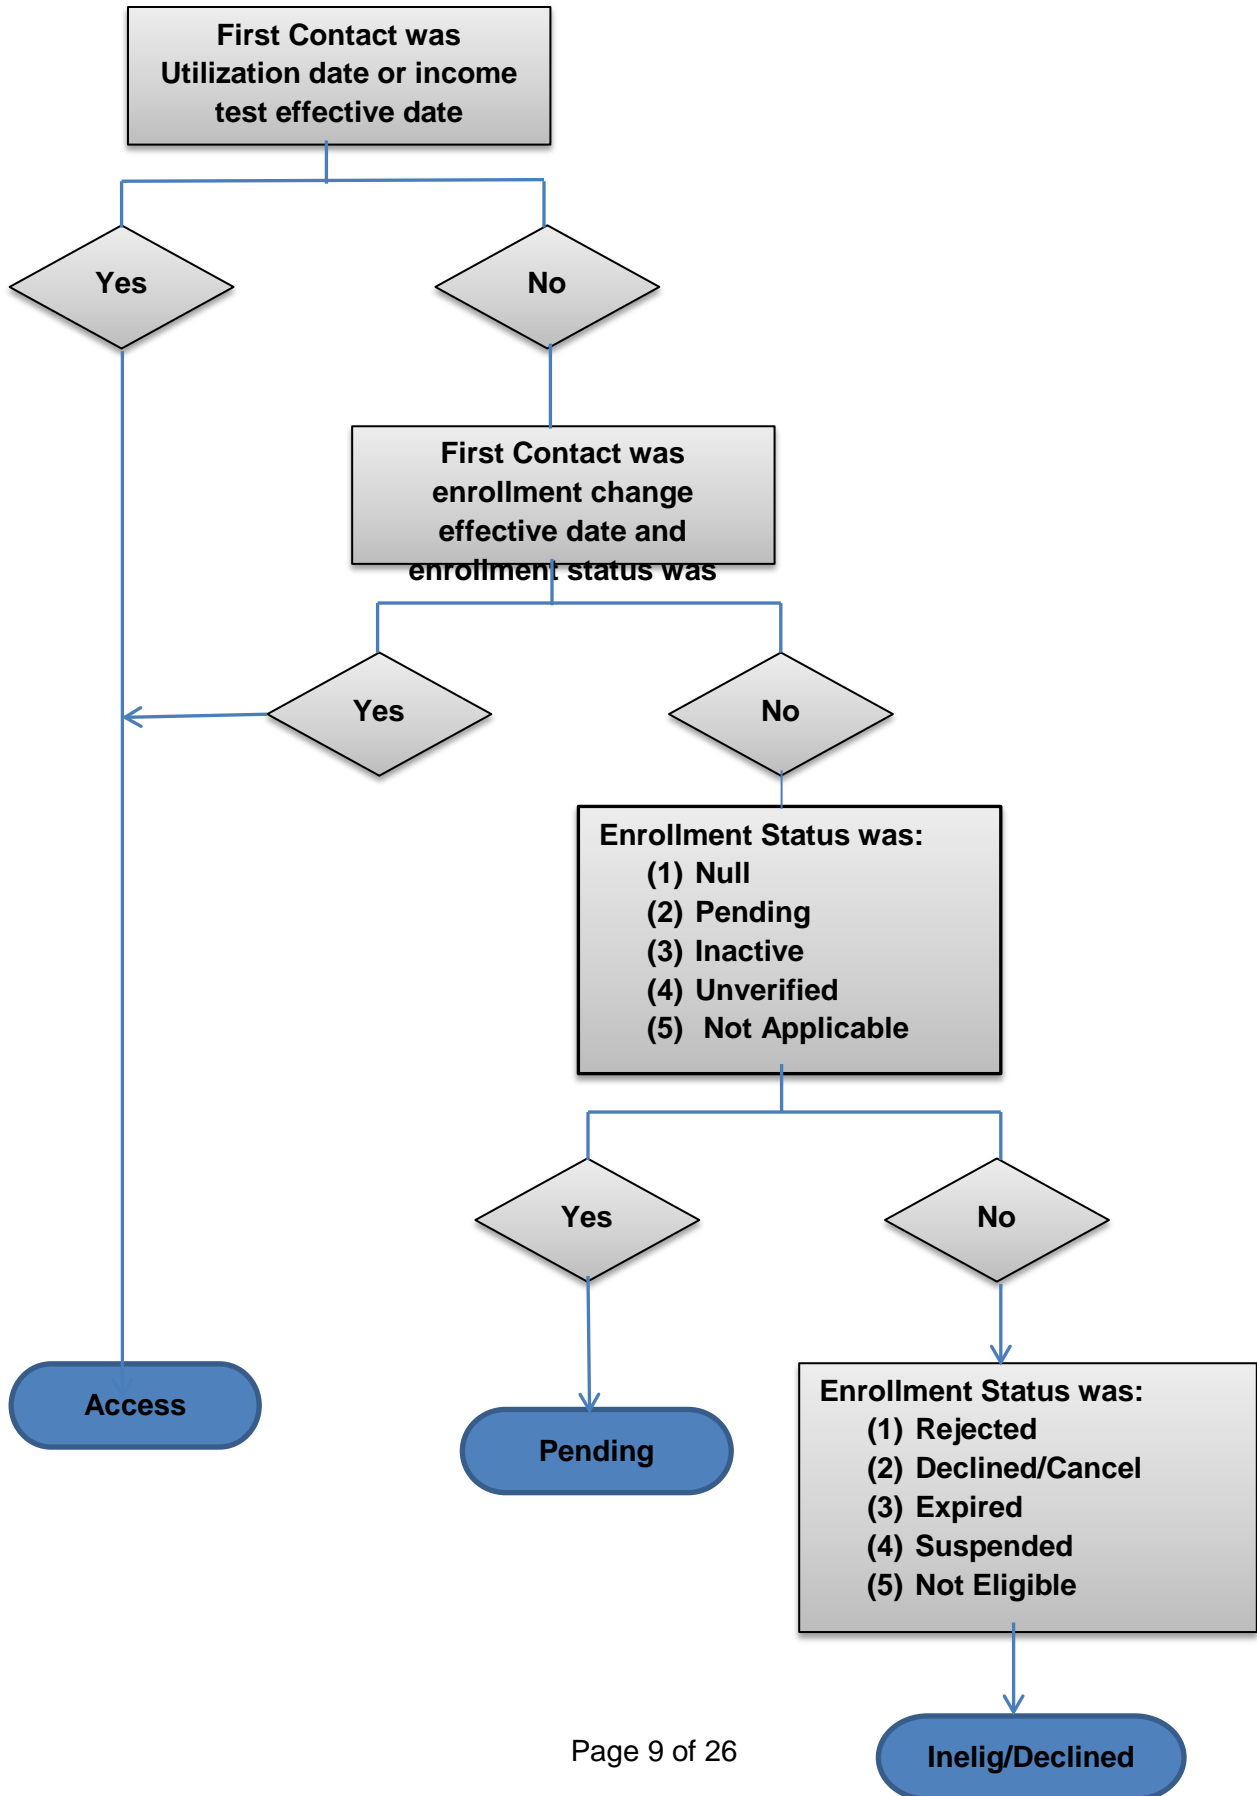 First Contact was
Utilization date or income
test effective date
Yes
No
First Contact was
enrollment change
effective date and
enrollment status was
Yes
No
Enrollment Status was:
(1) Null
(2) Pending
(3) Inactive
(4) Unverified
(5) Not Applicable
Yes
No
Access
Pending
Enrollment Status was:
(1) Rejected
(2) Declined/Cancel
(3) Expired
(4) Suspended
(5) Not Eligible
Inelig/Declined
Page 9 of 26